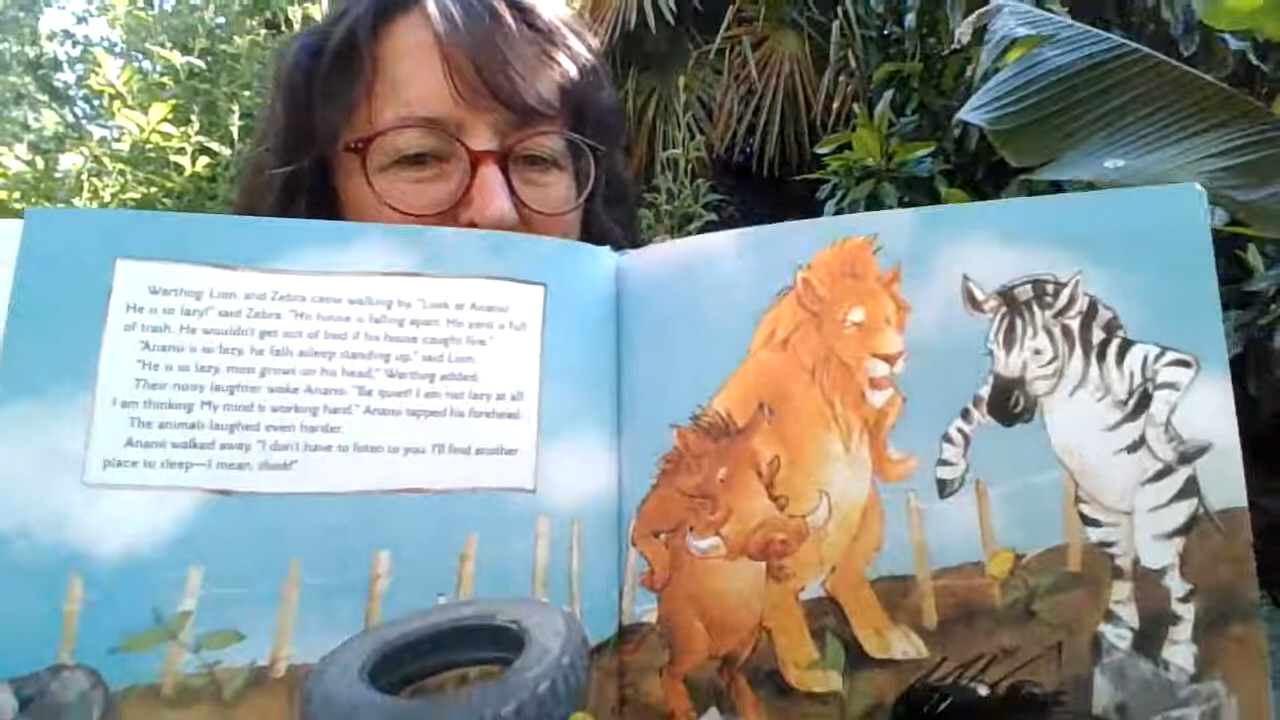 Warthog, Lion, and Zebra came walking by. "Look at Anansi.
He is so lazy!" said Zebra. "His house is falling apart. His yard is full
of trash. He wouldn't get out of bed if his house caught fire."
"Anansi is so lazy, he falls asleep standing up," said Lion.
"He is so lazy, moss grows on his head," Warthog added.
Their noisy laughter woke Anansi. "Be quiet! I am not lazy at all.
I am thinking. My mind is working hard." Anansi tapped his forehead.
The animals laughed even harder.
Anansi walked away. "I don't have to listen to you. I'll find another
place to sleep—I mean, think!"